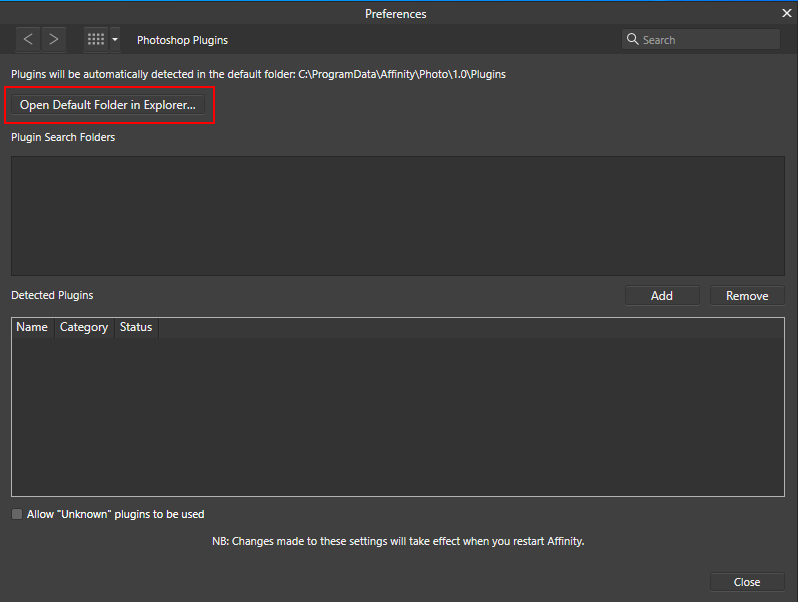 Preferences
Photoshop Plugins
Search
Plugins will be automatically detected in the default folder: C:\ProgramData\Affinity\Photo\1.0\Plugins
Open Default Folder in Explorer...
Plugin Search Folders
Detected Plugins
Add Remove
Name Category Status
Allow "Unknown" plugins to be used
NB: Changes made to these settings will take effect when you restart Affinity.
Close